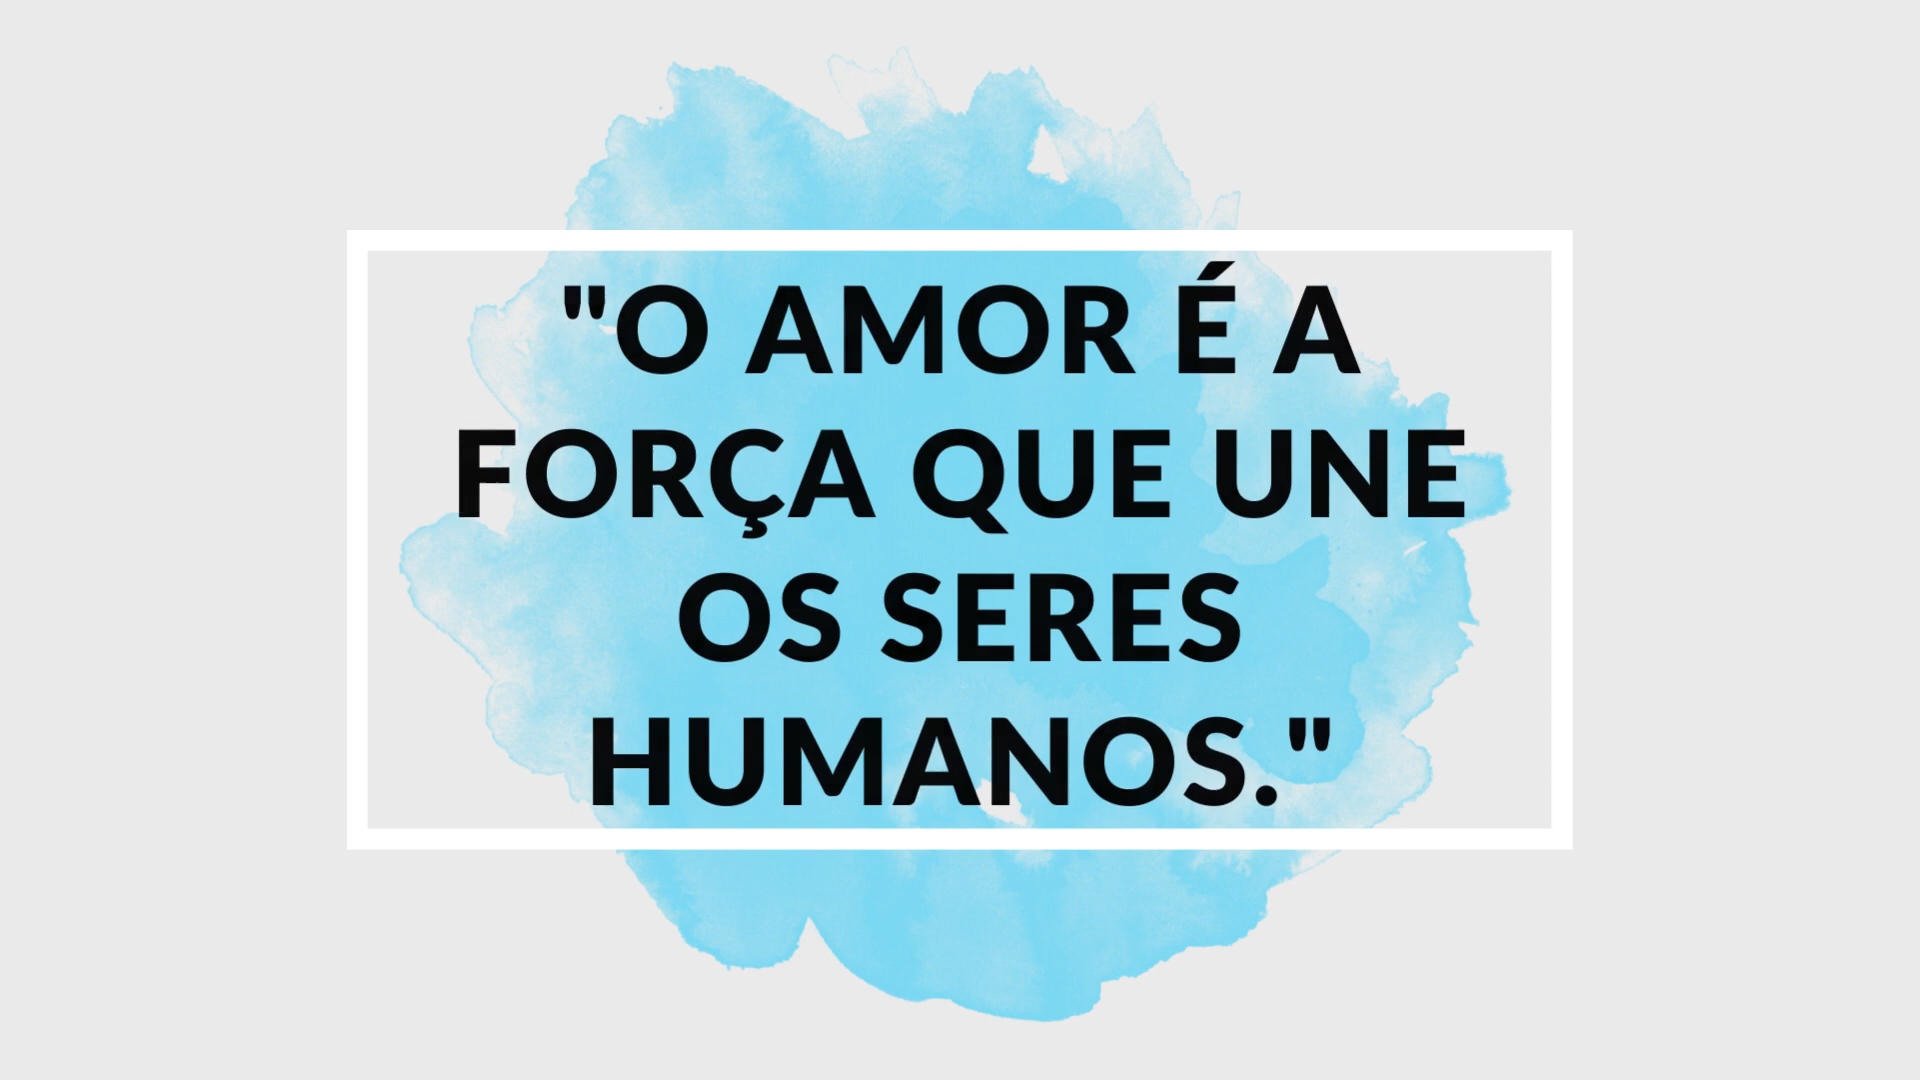 "O AMOR É A
FORÇA QUE UNE
OS SERES
HUMANOS."